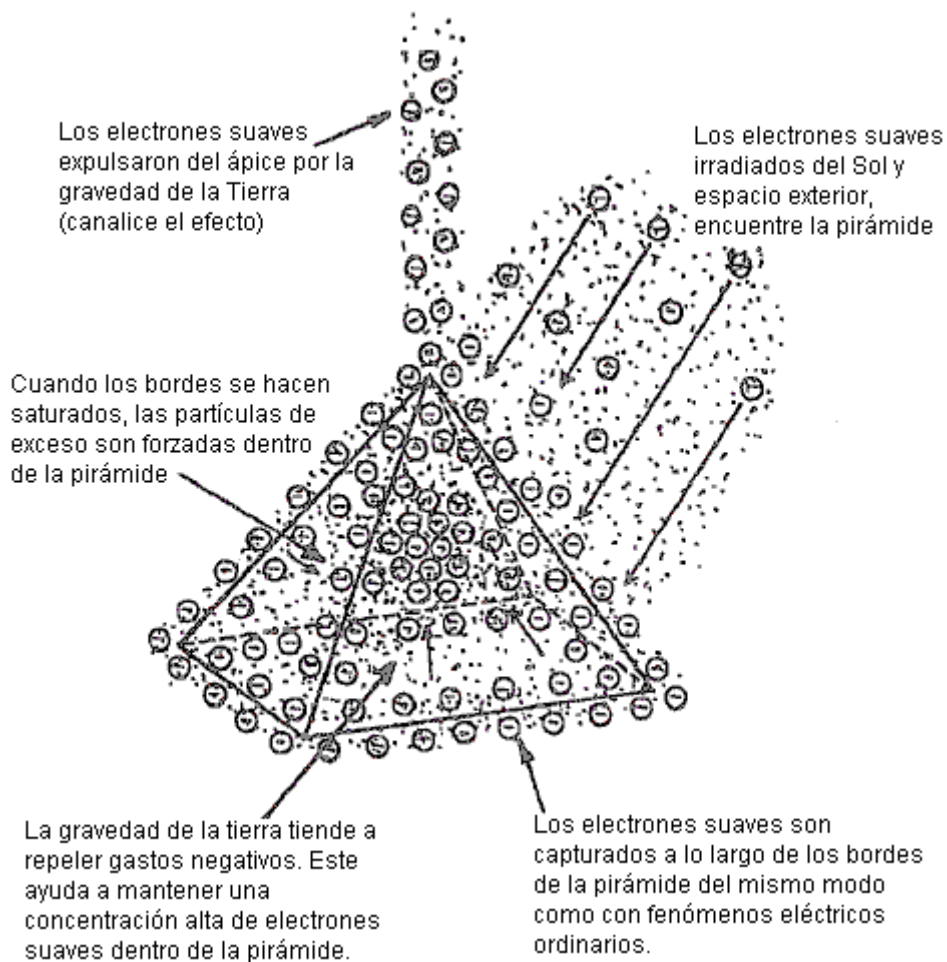 Los electrones suaves
expulsaron del ápice por la
gravedad de la Tierra
(canalice el efecto)
Los electrones suaves
irradiados del Sol y
espacio exterior,
encuentre la pirámide
Cuando los bordes se hacen
saturados, las partículas de
exceso son forzadas dentro
de la pirámide
La gravedad de la tierra tiende a
repeler gastos negativos. Este
ayuda a mantener una
concentración alta de electrones
suaves dentro de la pirámide.
Los electrones suaves son
capturados a lo largo de los bordes
de la pirámide del mismo modo
como con fenómenos eléctricos
ordinarios.